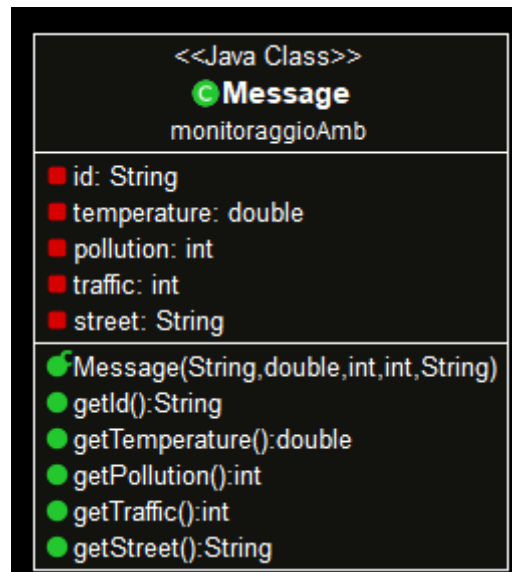 <<Java Class>>
C Message
monitoraggioAmb
id: String
temperature: double
pollution: int
traffic: int
street: String
Message(String,double,int,int,String)
getId():String
getTemperature():double
getPollution():int
getTraffic():int
getStreet():String